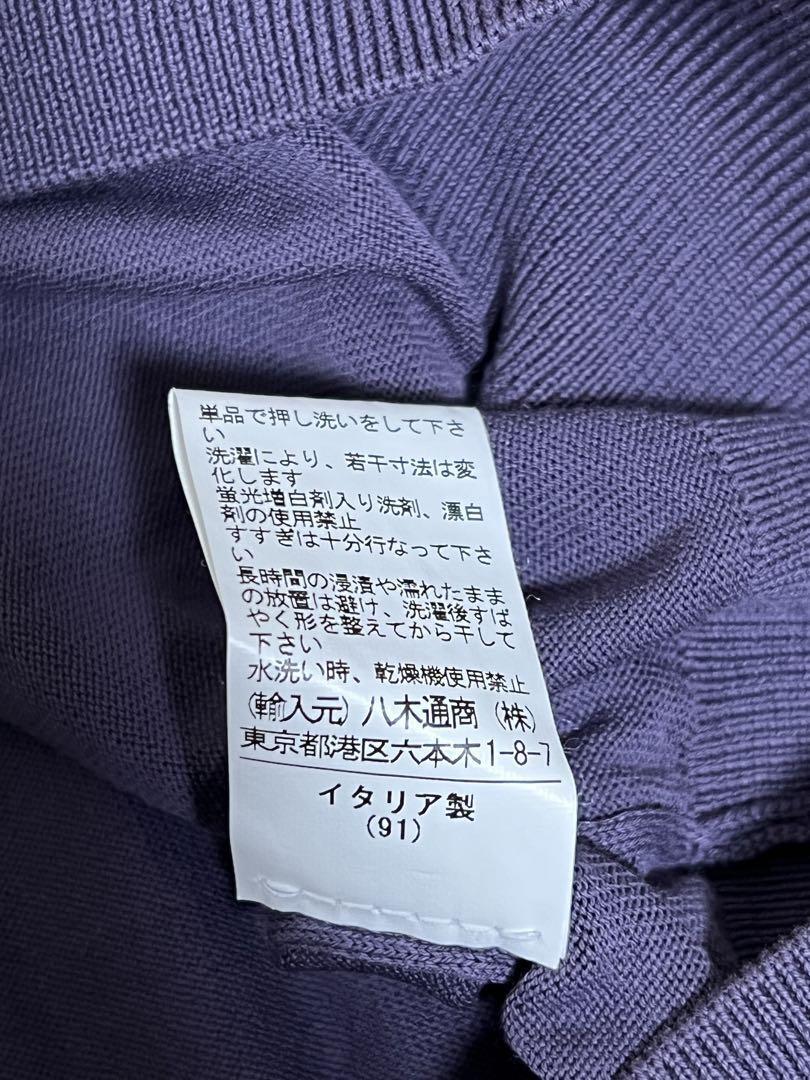 単品で押し洗いをして下さ
い
洗濯により、若干寸法は変
化します
蛍光増白剤入り洗剤、漂白
剤の使用禁止
すすぎは十分行なって下さ
い
長時間の浸漬や濡れたまま
の放置は避け、洗濯後すば
やく形を整えてから干して
下さい
水洗い時、乾燥機使用禁止
(輸入元) 八木通商 (株)
東京都港区六本木1-8-7
イタリア製
(91)